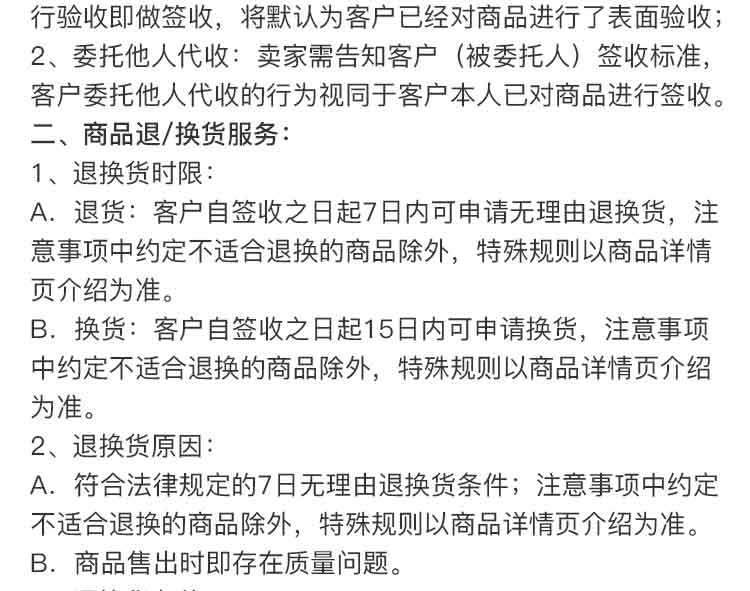 行验收即做签收，将默认为客户已经对商品进行了表面验收；
2、委托他人代收：卖家需告知客户（被委托人）签收标准，
客户委托他人代收的行为视同于客户本人已对商品进行签收。
二、商品退/换货服务：
1、退换货时限：
A．退货：客户自签收之日起7日内可申请无理由退换货，注
意事项中约定不适合退换的商品除外，特殊规则以商品详情
页介绍为准。
B．换货：客户自签收之日起15日内可申请换货，注意事项
中约定不适合退换的商品除外，特殊规则以商品详情页介绍
为准。
2、退换货原因：
A．符合法律规定的7日无理由退换货条件；注意事项中约定
不适合退换的商品除外，特殊规则以商品详情页介绍为准。
B．商品售出时即存在质量问题。